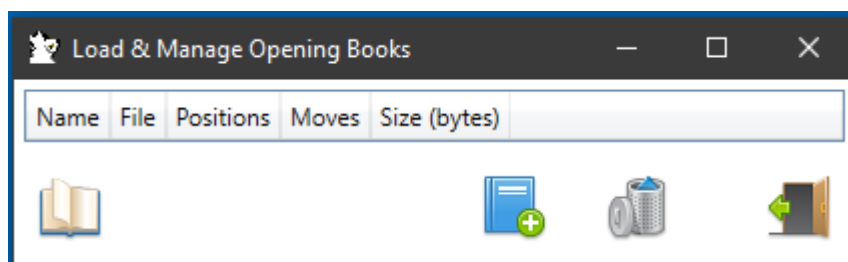 Load & Manage Opening Books
Name File Positions Moves Size (bytes)